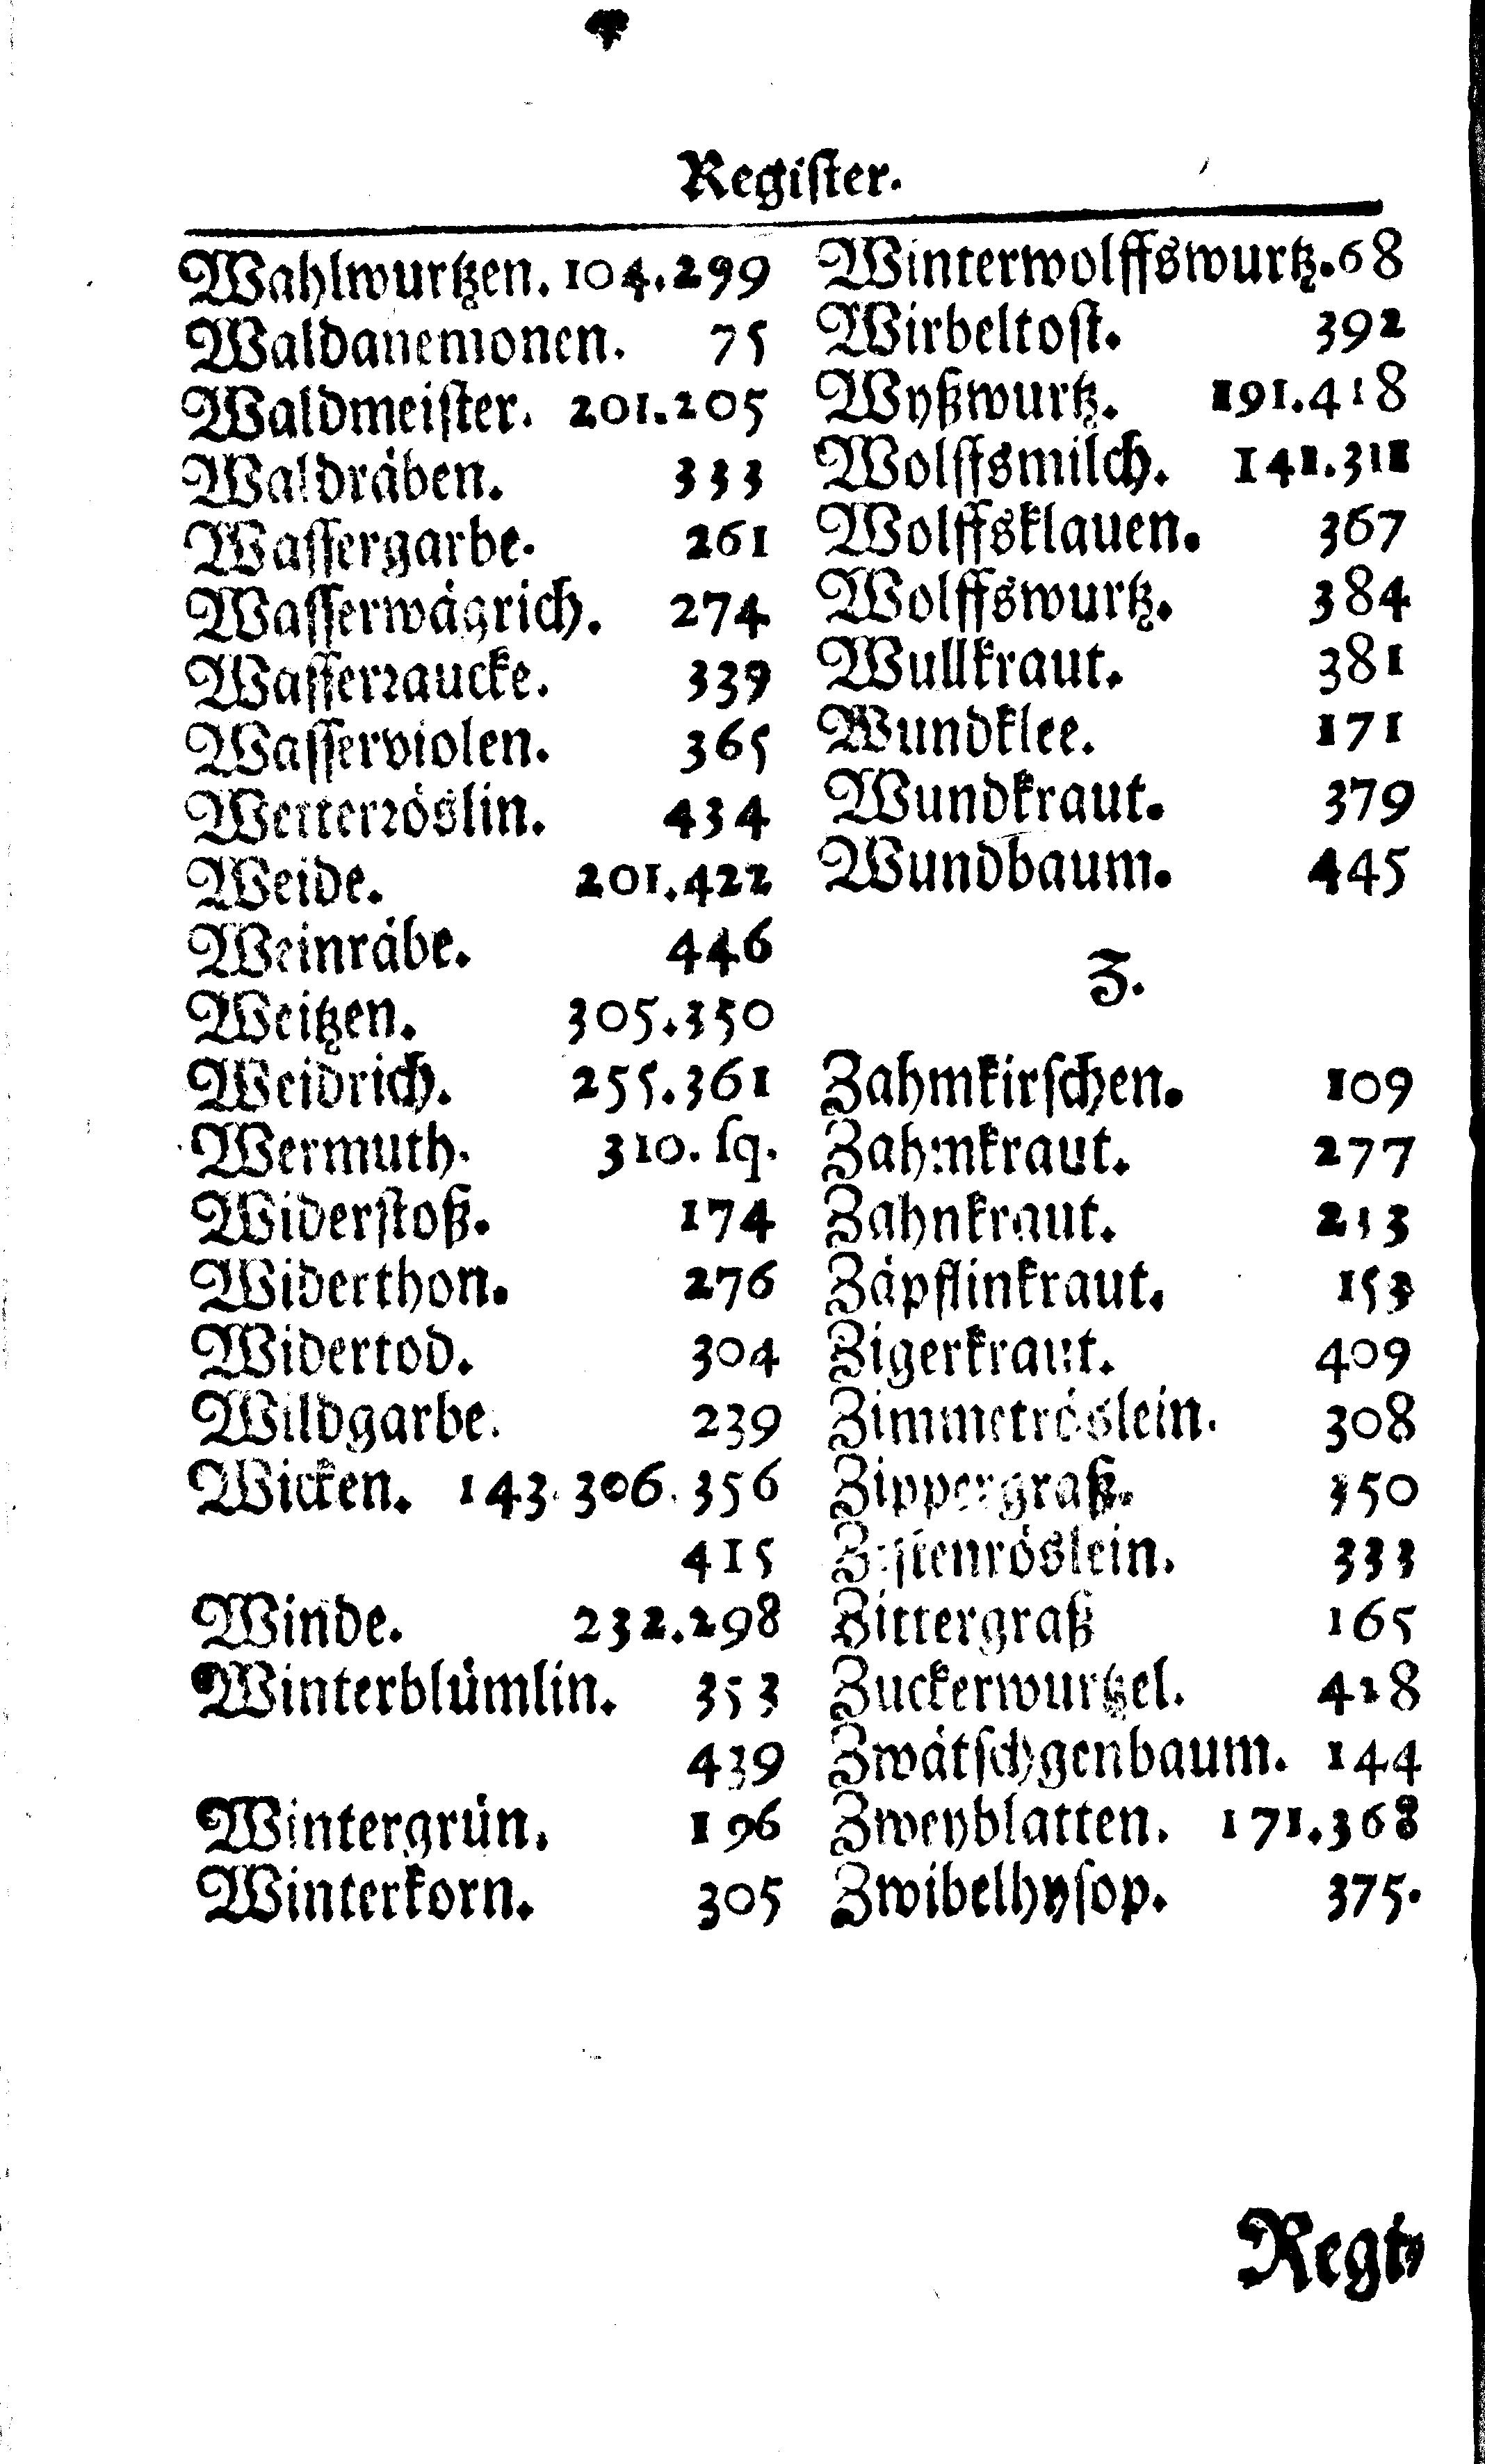 Regiſter.
Wahlwurtzen. 104.299
Waldanemonen. 75
Waldmeiſter. 201.205
Waldräben. 333
Waſſergarbe. 261
Waſſerwägrich. 274
Waſſerꝛaucke. 339
Waſſerviolen. 365
Wetterꝛöslin. 434
Weide. 201.422
Weinräbe. 446
Weitzen. 305.350
Weidrich. 255.361
Wermuth. 310. ſq.
Widerſtoß. 174
Widerthon. 276
Widertod. 304
Wildgarbe. 239
Wicken. 143. 306. 356
415
Winde. 232.298
Winterblümlin. 353
439
Wintergrün. 196
Winterkorn. 305
Winterwolffswurtz. 68
Wirbeltoſt. 392
Wyßwurtz. 191.418
Wolffsmilch. 141.311
Wolffsklauen. 367
Wolffswurtz. 384
Wullkraut. 381
Wundklee. 171
Wundkraut. 379
Wundbaum. 445
Z.
Zahmkirſchen. 109
Zahmkraut. 277
Zahnkraut. 213
Zäpflinkraut. 153
Zigerkraut. 409
Zimmetröslein. 308
Zippergraß. 350
333
Zittergraß 165
Zuckerwurtzel. 428
Zwätſchgenbaum. 144
Zweyblatten. 171.368
Zwibelhyſop. 375.
Regi⸗